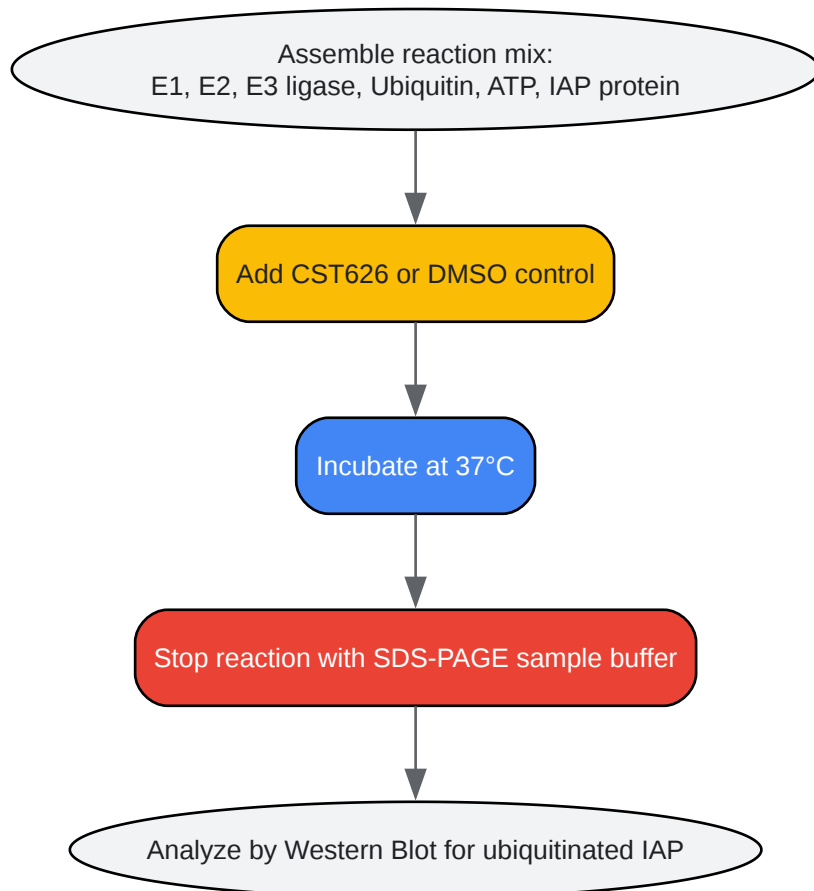 Assemble reaction mix:
E1, E2, E3 ligase, Ubiquitin, ATP, IAP protein
Add CST626 or DMSO control
Incubate at 37°C
Stop reaction with SDS-PAGE sample buffer
Analyze by Western Blot for ubiquitinated IAP